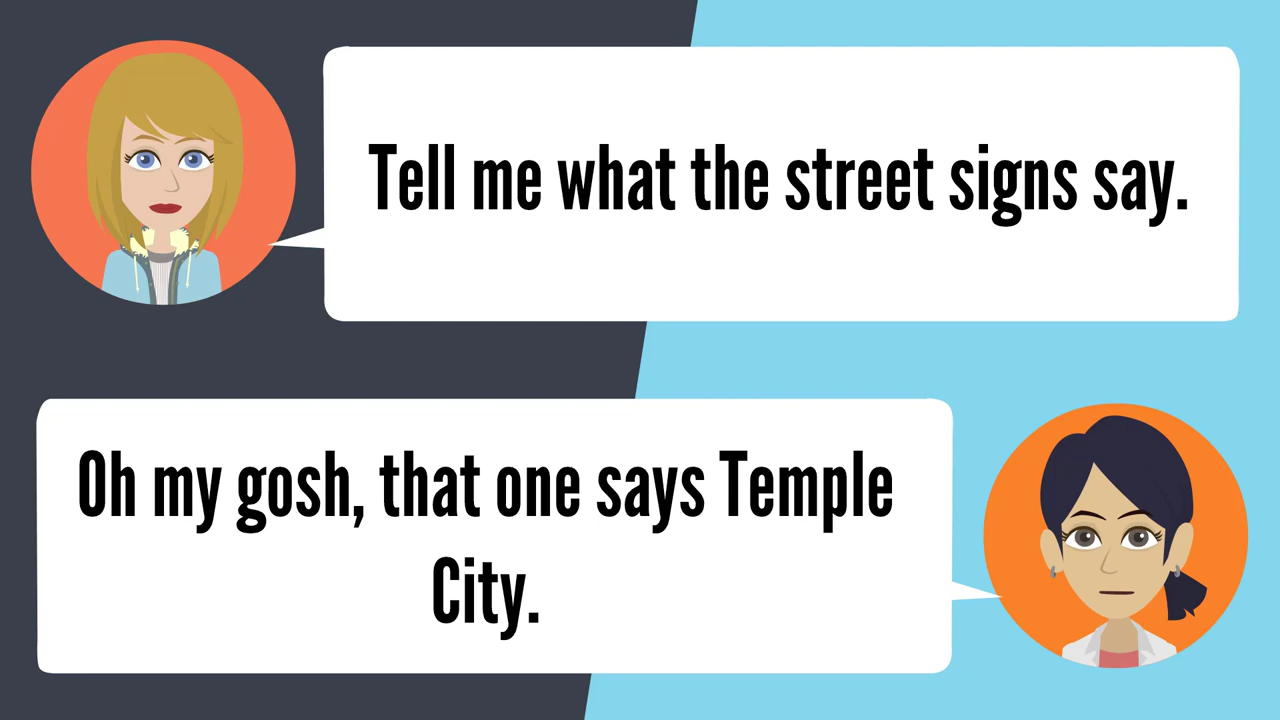 Tell me what the street signs say.
Oh my gosh, that one says Temple
City.